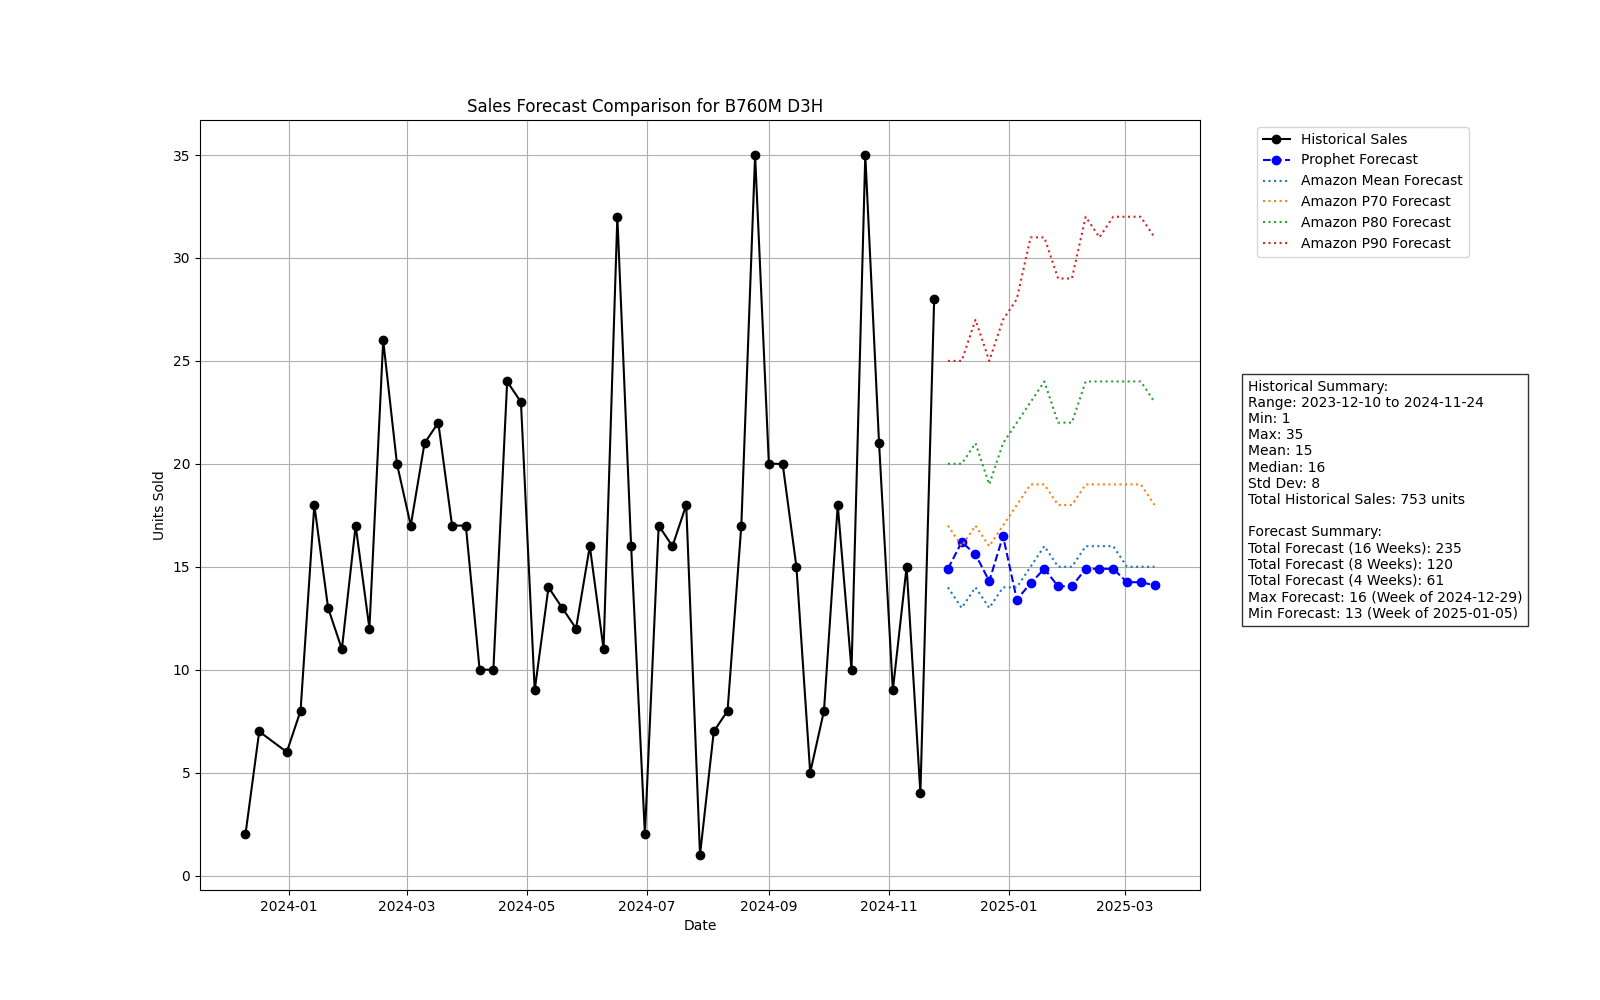 Sales Forecast Comparison for B760M D3H
Units Sold
35
30
25
20
15
10
5
0
2024-01
2024-03
2024-05
2024-07
2024-09
2024-11
2025-01
2025-03
Date
Historical Sales
Prophet Forecast
Amazon Mean Forecast
Amazon P70 Forecast
Amazon P80 Forecast
Amazon P90 Forecast
Historical Summary:
Range: 2023-12-10 to 2024-11-24
Min: 1
Max: 35
Mean: 15
Median: 16
Std Dev: 8
Total Historical Sales: 753 units
Forecast Summary:
Total Forecast (16 Weeks): 235
Total Forecast (8 Weeks): 120
Total Forecast (4 Weeks): 61
Max Forecast: 16 (Week of 2024-12-29)
Min Forecast: 13 (Week of 2025-01-05)